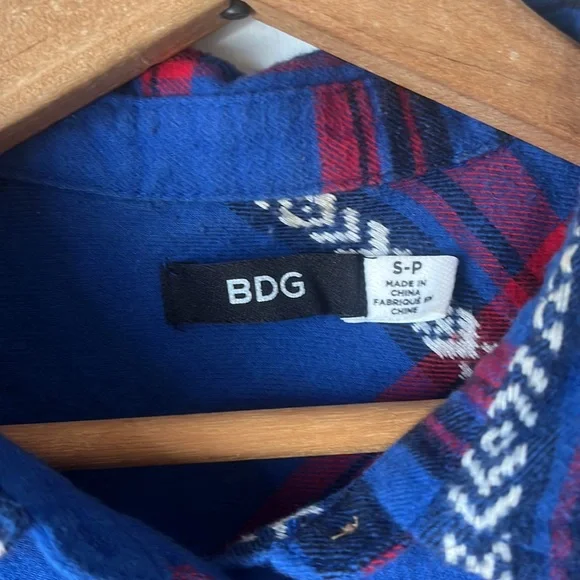 BDG
S-P
MADE IN
CHINA
FABRIQUÉ EN
CHINE